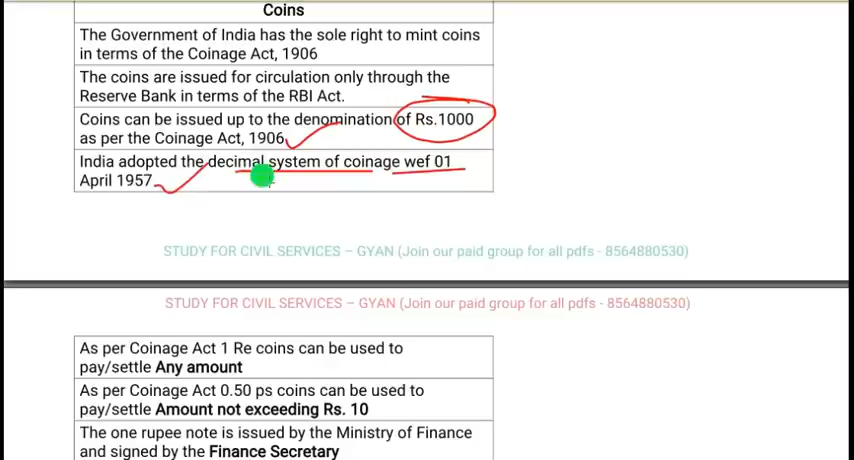 Coins
The Government of India has the sole right to mint coins
in terms of the Coinage Act, 1906
The coins are issued for circulation only through the
Reserve Bank in terms of the RBI Act.
Coins can be issued up to the denomination of Rs.1000
as per the Coinage Act, 1906
India adopted the decimal system of coinage wef 01
April 1957
STUDY FOR CIVIL SERVICES – GYAN (Join our paid group for all pdfs - 8564880530)
STUDY FOR CIVIL SERVICES – GYAN (Join our paid group for all pdfs - 8564880530)
As per Coinage Act 1 Re coins can be used to
pay/settle Any amount
As per Coinage Act 0.50 ps coins can be used to
pay/settle Amount not exceeding Rs. 10
The one rupee note is issued by the Ministry of Finance
and signed by the Finance Secretary